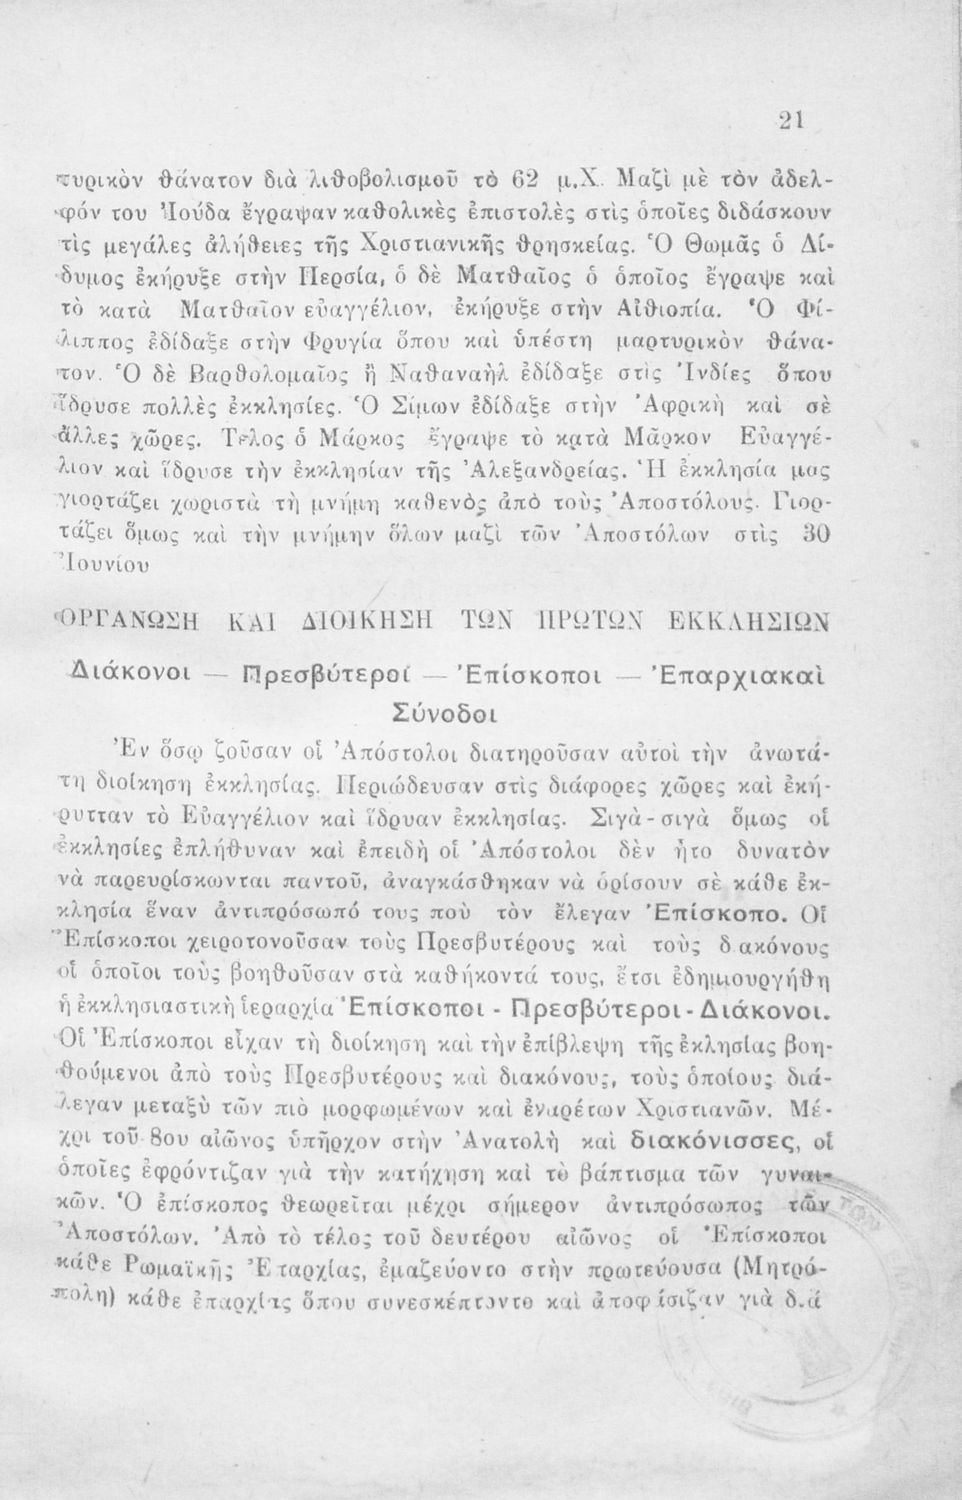 21
τυρικὸν θάνατον διὰ λιθοβολισμοῦ τὸ 62 μ.Χ. Μαζὶ μὲ τὸν ἀδελ-
φόν του Ἰούδα ἔγραψαν καθολικὲς ἐπιστολὲς στὶς ὁποῖες διδάσκουν
τὶς μεγάλες ἀλήθειες τῆς Χριστιανικῆς θρησκείας. Ὁ Θωμᾶς ὁ Δί-
δυμος ἐκήρυξε στὴν Περσία, ὁ δὲ Ματθαῖος ὁ ὁποῖος ἔγραψε καὶ
τὸ κατὰ Ματθαῖον εὐαγγέλιον, ἐκήρυξε στὴν Αἰθιοπία. Ὁ Φί-
λιππος ἐδίδαξε στὴν Φρυγία ὅπου καὶ ὑπέστη μαρτυρικὸν θάνα-
τον. Ὁ δὲ Βαρθολομαῖος ἢ Ναθαναὴλ ἐδίδαξε στὶς Ἰνδίες ὅπου
ἵδρυσε πολλὲς ἐκκλησίες. Ὁ Σίμων ἐδίδαξε στὴν Ἀφρικὴ καὶ σὲ
ἄλλες χῶρες. Τέλος ὁ Μάρκος ἔγραψε τὸ κατὰ Μᾶρκον Εὐαγγέ-
λιον καὶ ἵδρυσε τὴν ἐκκλησίαν τῆς Ἀλεξανδρείας. Ἡ ἐκκλησία μας
γιορτάζει χωριστὰ τὴ μνήμη καθενὸς ἀπὸ τοὺς Ἀποστόλους. Γιορ-
τάζει ὅμως καὶ τὴν μνήμην ὅλων μαζὶ τῶν Ἀποστόλων στὶς 30
Ἰουνίου
ΟΡΓΑΝΩΣΗ ΚΑΙ ΔΙΟΙΚΗΣΗ ΤΩΝ ΠΡΩΤΩΝ ΕΚΚΛΗΣΙΩΝ
Διάκονοι — Πρεσβύτεροι — Ἐπίσκοποι — Ἐπαρχιακαὶ
Σύνοδοι
Ἐν ὅσῳ ζοῦσαν οἱ Ἀπόστολοι διατηροῦσαν αὐτοὶ τὴν ἀνωτά-
τη διοίκηση ἐκκλησίας. Περιώδευσαν στὶς διάφορες χῶρες καὶ ἐκή-
ρυτταν τὸ Εὐαγγέλιον καὶ ἵδρυαν ἐκκλησίας. Σιγὰ-σιγὰ ὅμως οἱ
ἐκκλησίες ἐπλήθυναν καὶ ἐπειδὴ οἱ Ἀπόστολοι δὲν ἦτο δυνατὸν
νὰ παρευρίσκωνται παντοῦ, ἀναγκάσθηκαν νὰ ὁρίσουν σὲ κάθε ἐκ-
κλησία ἕναν ἀντιπρόσωπό τους ποὺ τὸν ἔλεγαν Ἐπίσκοπο. Οἱ
Ἐπίσκοποι χειροτονοῦσαν τοὺς Πρεσβυτέρους καὶ τοὺς δ ακόνους
οἱ ὁποῖοι τοὺς βοηθοῦσαν στὰ καθήκοντά τους, ἔτσι ἐδημιουργήθη
ἡ ἐκκλησιαστικὴ ἱεραρχία Ἐπίσκοποι - Πρεσβύτεροι - Διάκονοι.
Οἱ Ἐπίσκοποι εἶχαν τὴ διοίκηση καὶ τὴν ἐπίβλεψη τῆς ἐκλησίας βοη-
θούμενοι ἀπὸ τοὺς Πρεσβυτέρους καὶ διακόνους, τοὺς ὁποίους διά-
λεγαν μεταξὺ τῶν πιὸ μορφωμένων καὶ ἐναρέτων Χριστιανῶν. Μέ-
χρι τοῦ 8ου αἰῶνος ὑπῆρχον στὴν Ἀνατολὴ καὶ διακόνισσες, οἱ
ὁποῖες ἐφρόντιζαν γιὰ τὴν κατήχηση καὶ τὸ βάπτισμα τῶν γυναι-
κῶν. Ὁ ἐπίσκοπος θεωρεῖται μέχρι σήμερον ἀντιπρόσωπος τῶν
Ἀποστόλων. Ἀπὸ τὸ τέλος τοῦ δευτέρου αἰῶνος οἱ Ἐπίσκοποι
κάθε Ρωμαϊκῆς Ἐπαρχίας, ἐμαζεύοντο στὴν πρωτεύουσα (Μητρό-
πολη) κάθε ἐπαρχίας ὅπου συνεσκέπτοντο καὶ ἀποφάσιζαν γιὰ δ.ά